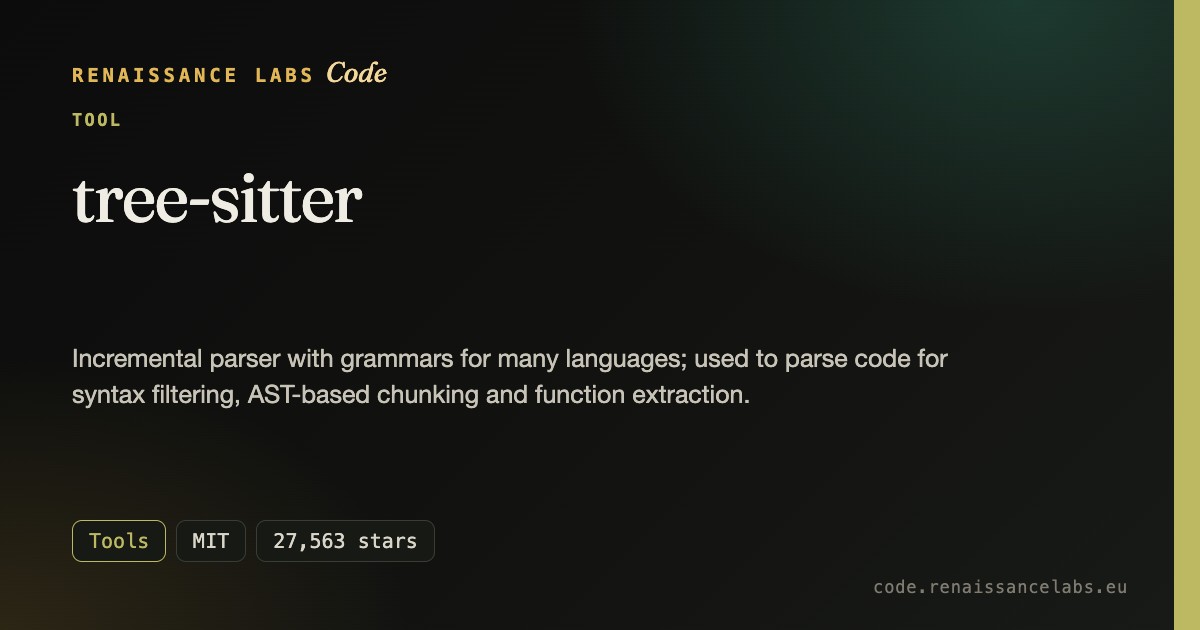 RENAISSANCE LABS Code
TOOL
tree-sitter
Incremental parser with grammars for many languages; used to parse code for
syntax filtering, AST-based chunking and function extraction.
Tools MIT 27,563 stars
code.renaissancelabs.eu